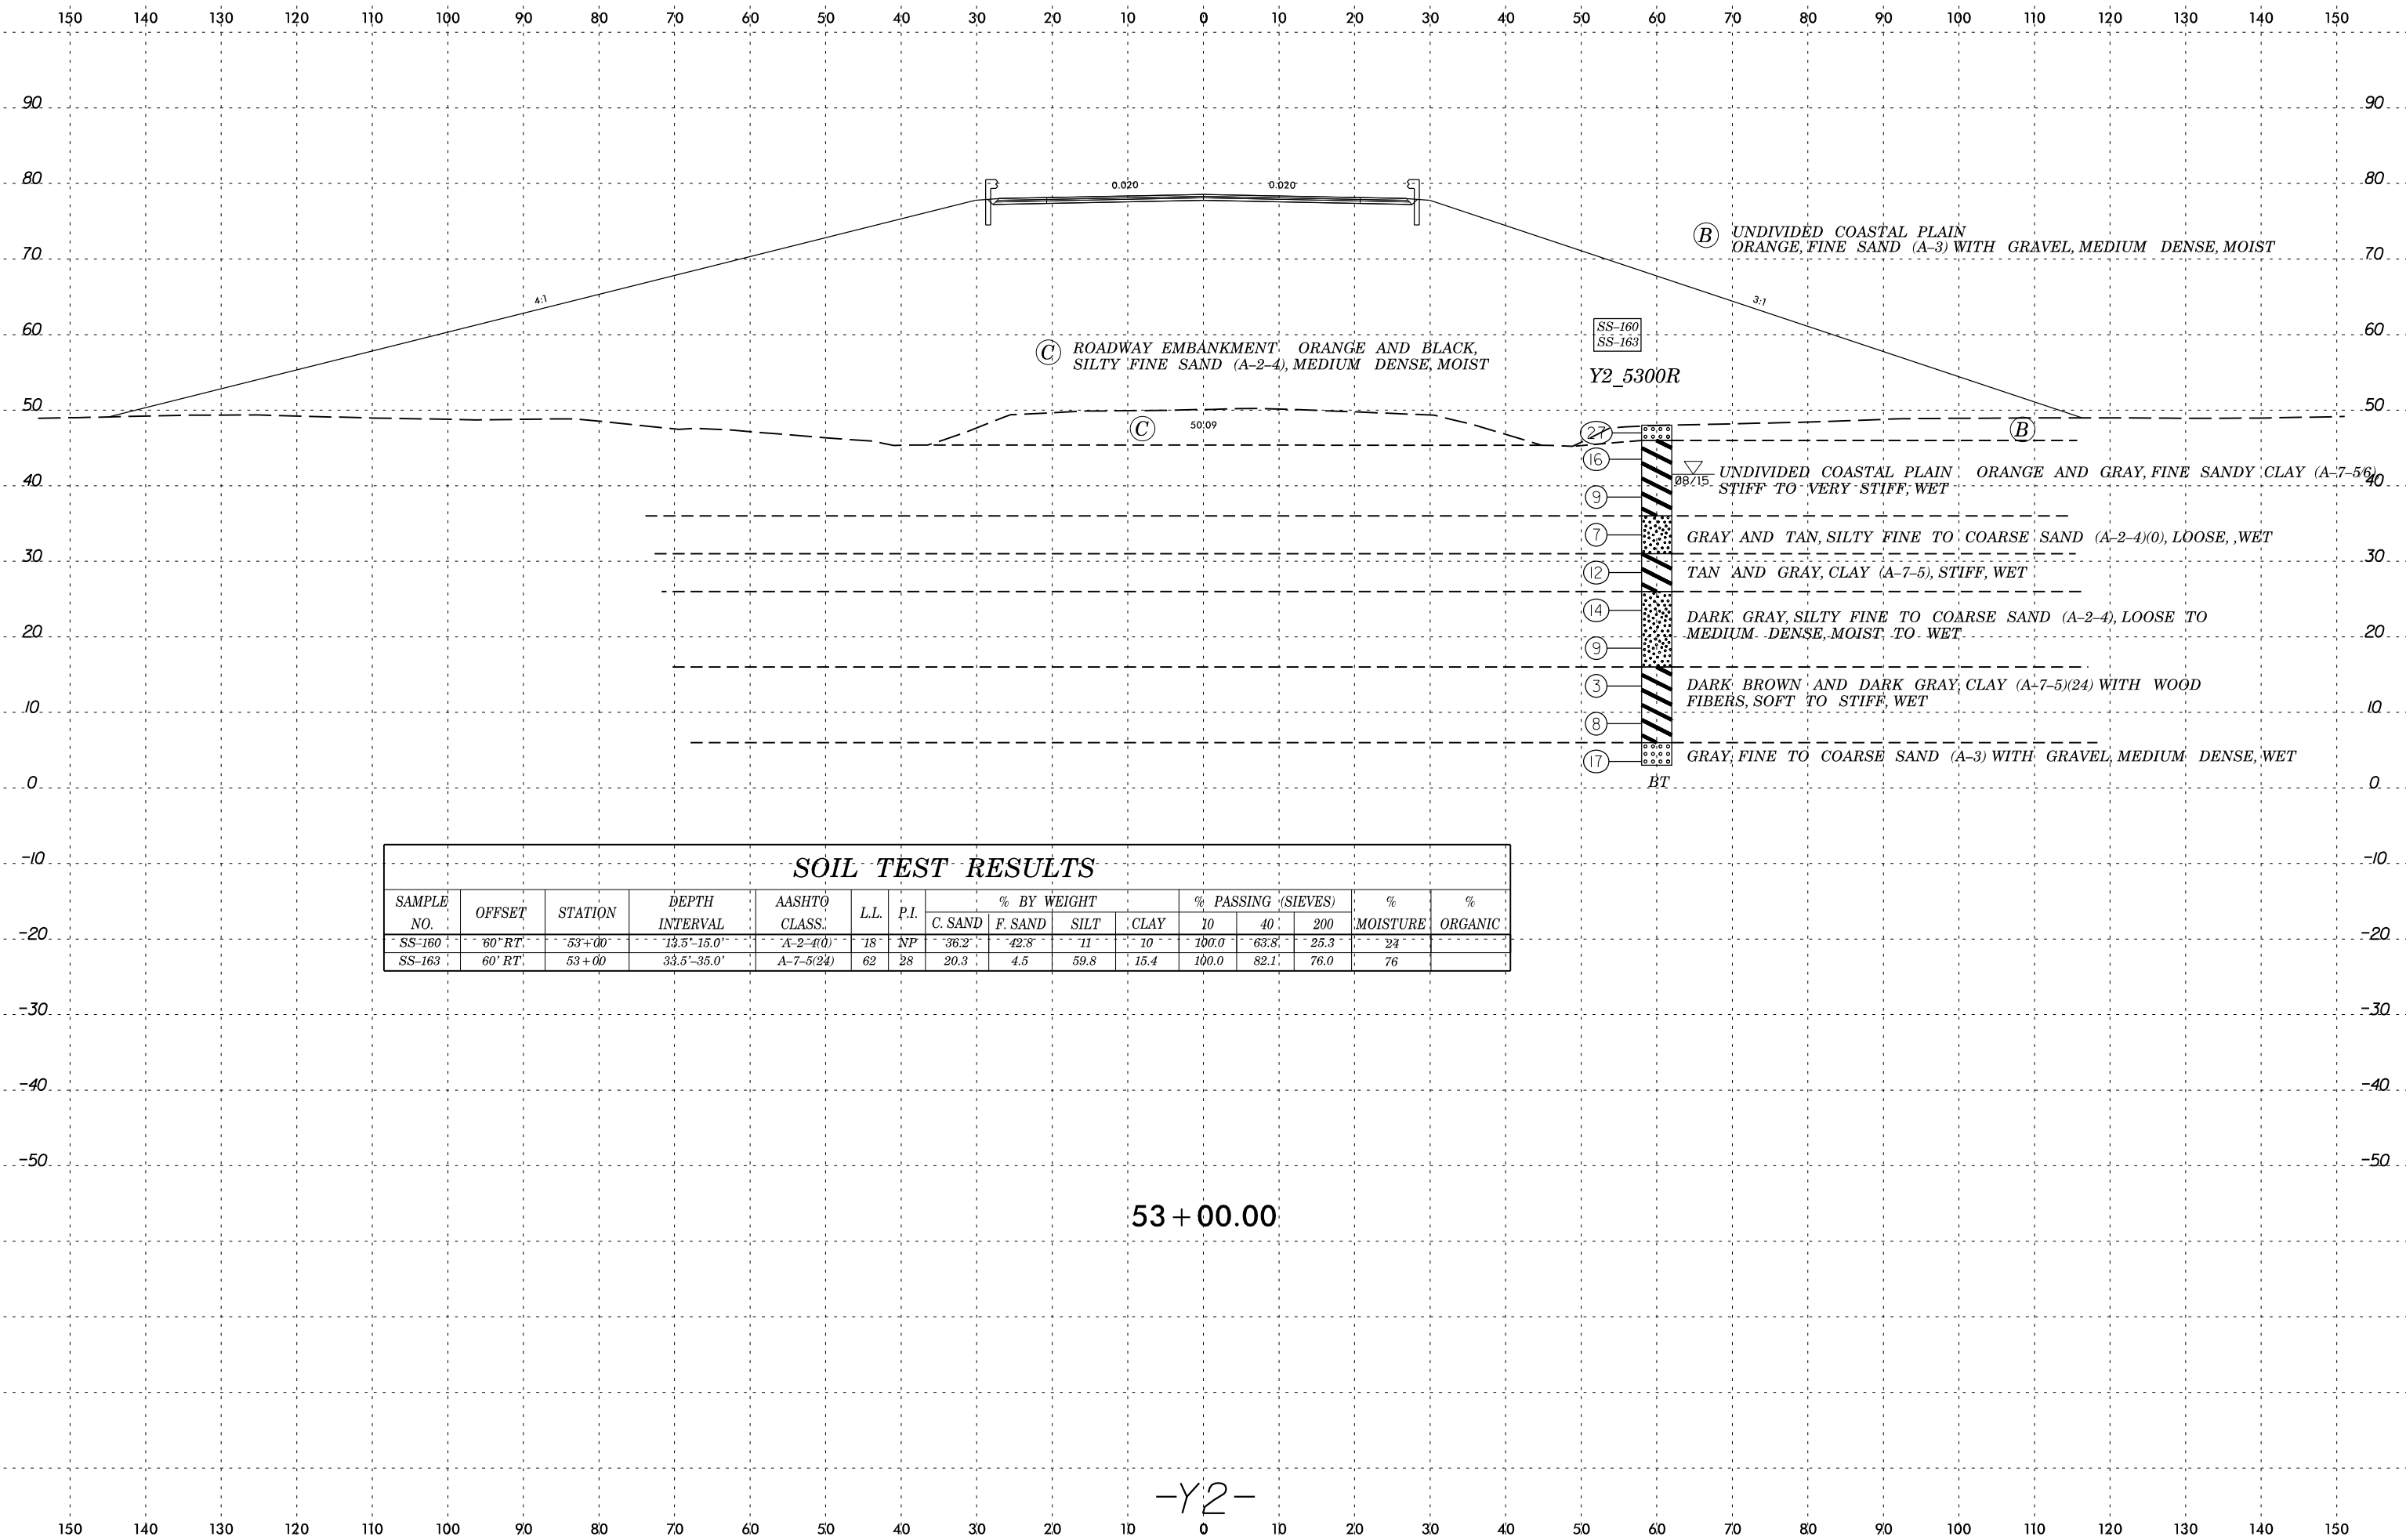 150 140 130 120 110 100 90 80 70 60 50 40 30 20 10 0 10 20 30 40 50 60 70 80 90 100 110 120 130 140 150
90 90
80 0.020 0.020 80
B UNDIVIDED COASTAL PLAIN
ORANGE, FINE SAND (A-3) WITH GRAVEL, MEDIUM DENSE, MOIST
70 70
4:1 3:1
60 60
SS-160
SS-163
C ROADWAY EMBANKMENT ORANGE AND BLACK,
SILTY FINE SAND (A-2-4), MEDIUM DENSE, MOIST
Y2_5300R
50 50
C 50.09 27 B
16 UNDIVIDED COASTAL PLAIN ORANGE AND GRAY, FINE SANDY CLAY (A-7-5/6),
08/15 STIFF TO VERY STIFF, WET
40 40
9
7 GRAY AND TAN, SILTY FINE TO COARSE SAND (A-2-4)(0), LOOSE, ,WET
30 30
12 TAN AND GRAY, CLAY (A-7-5), STIFF, WET
14 DARK GRAY, SILTY FINE TO COARSE SAND (A-2-4), LOOSE TO
MEDIUM DENSE, MOIST TO WET
20 20
9
3 DARK BROWN AND DARK GRAY, CLAY (A-7-5)(24) WITH WOOD
FIBERS, SOFT TO STIFF, WET
10 10
8
17 GRAY, FINE TO COARSE SAND (A-3) WITH GRAVEL, MEDIUM DENSE, WET
0 BT 0
-10 -10
SOIL TEST RESULTS
SAMPLE NO. OFFSET STATION DEPTH INTERVAL AASHTO CLASS. L.L. P.I. % BY WEIGHT % PASSING (SIEVES) % MOISTURE % ORGANIC
C. SAND F. SAND SILT CLAY 10 40 200
SS-160 60' RT 53+00 13.5'-15.0' A-2-4(0) 18 NP 36.2 42.8 11 10 100.0 63.8 25.3 24
SS-163 60' RT 53+00 33.5'-35.0' A-7-5(24) 62 28 20.3 4.5 59.8 15.4 100.0 82.1 76.0 76
-20 -20
-30 -30
-40 -40
-50 -50
53+00.00
-Y2-
150 140 130 120 110 100 90 80 70 60 50 40 30 20 10 0 10 20 30 40 50 60 70 80 90 100 110 120 130 140 150